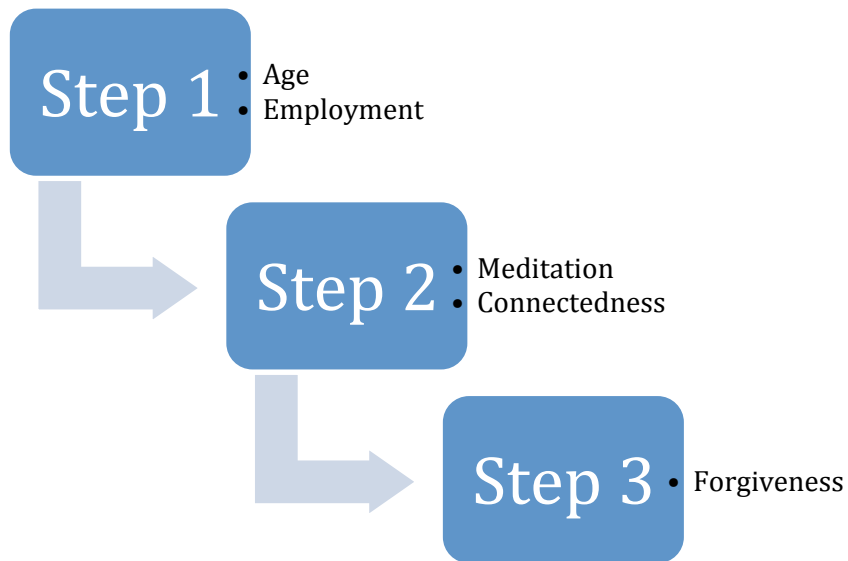 Step 1
• Age
• Employment
Step 2
• Meditation
• Connectedness
Step 3
• Forgiveness